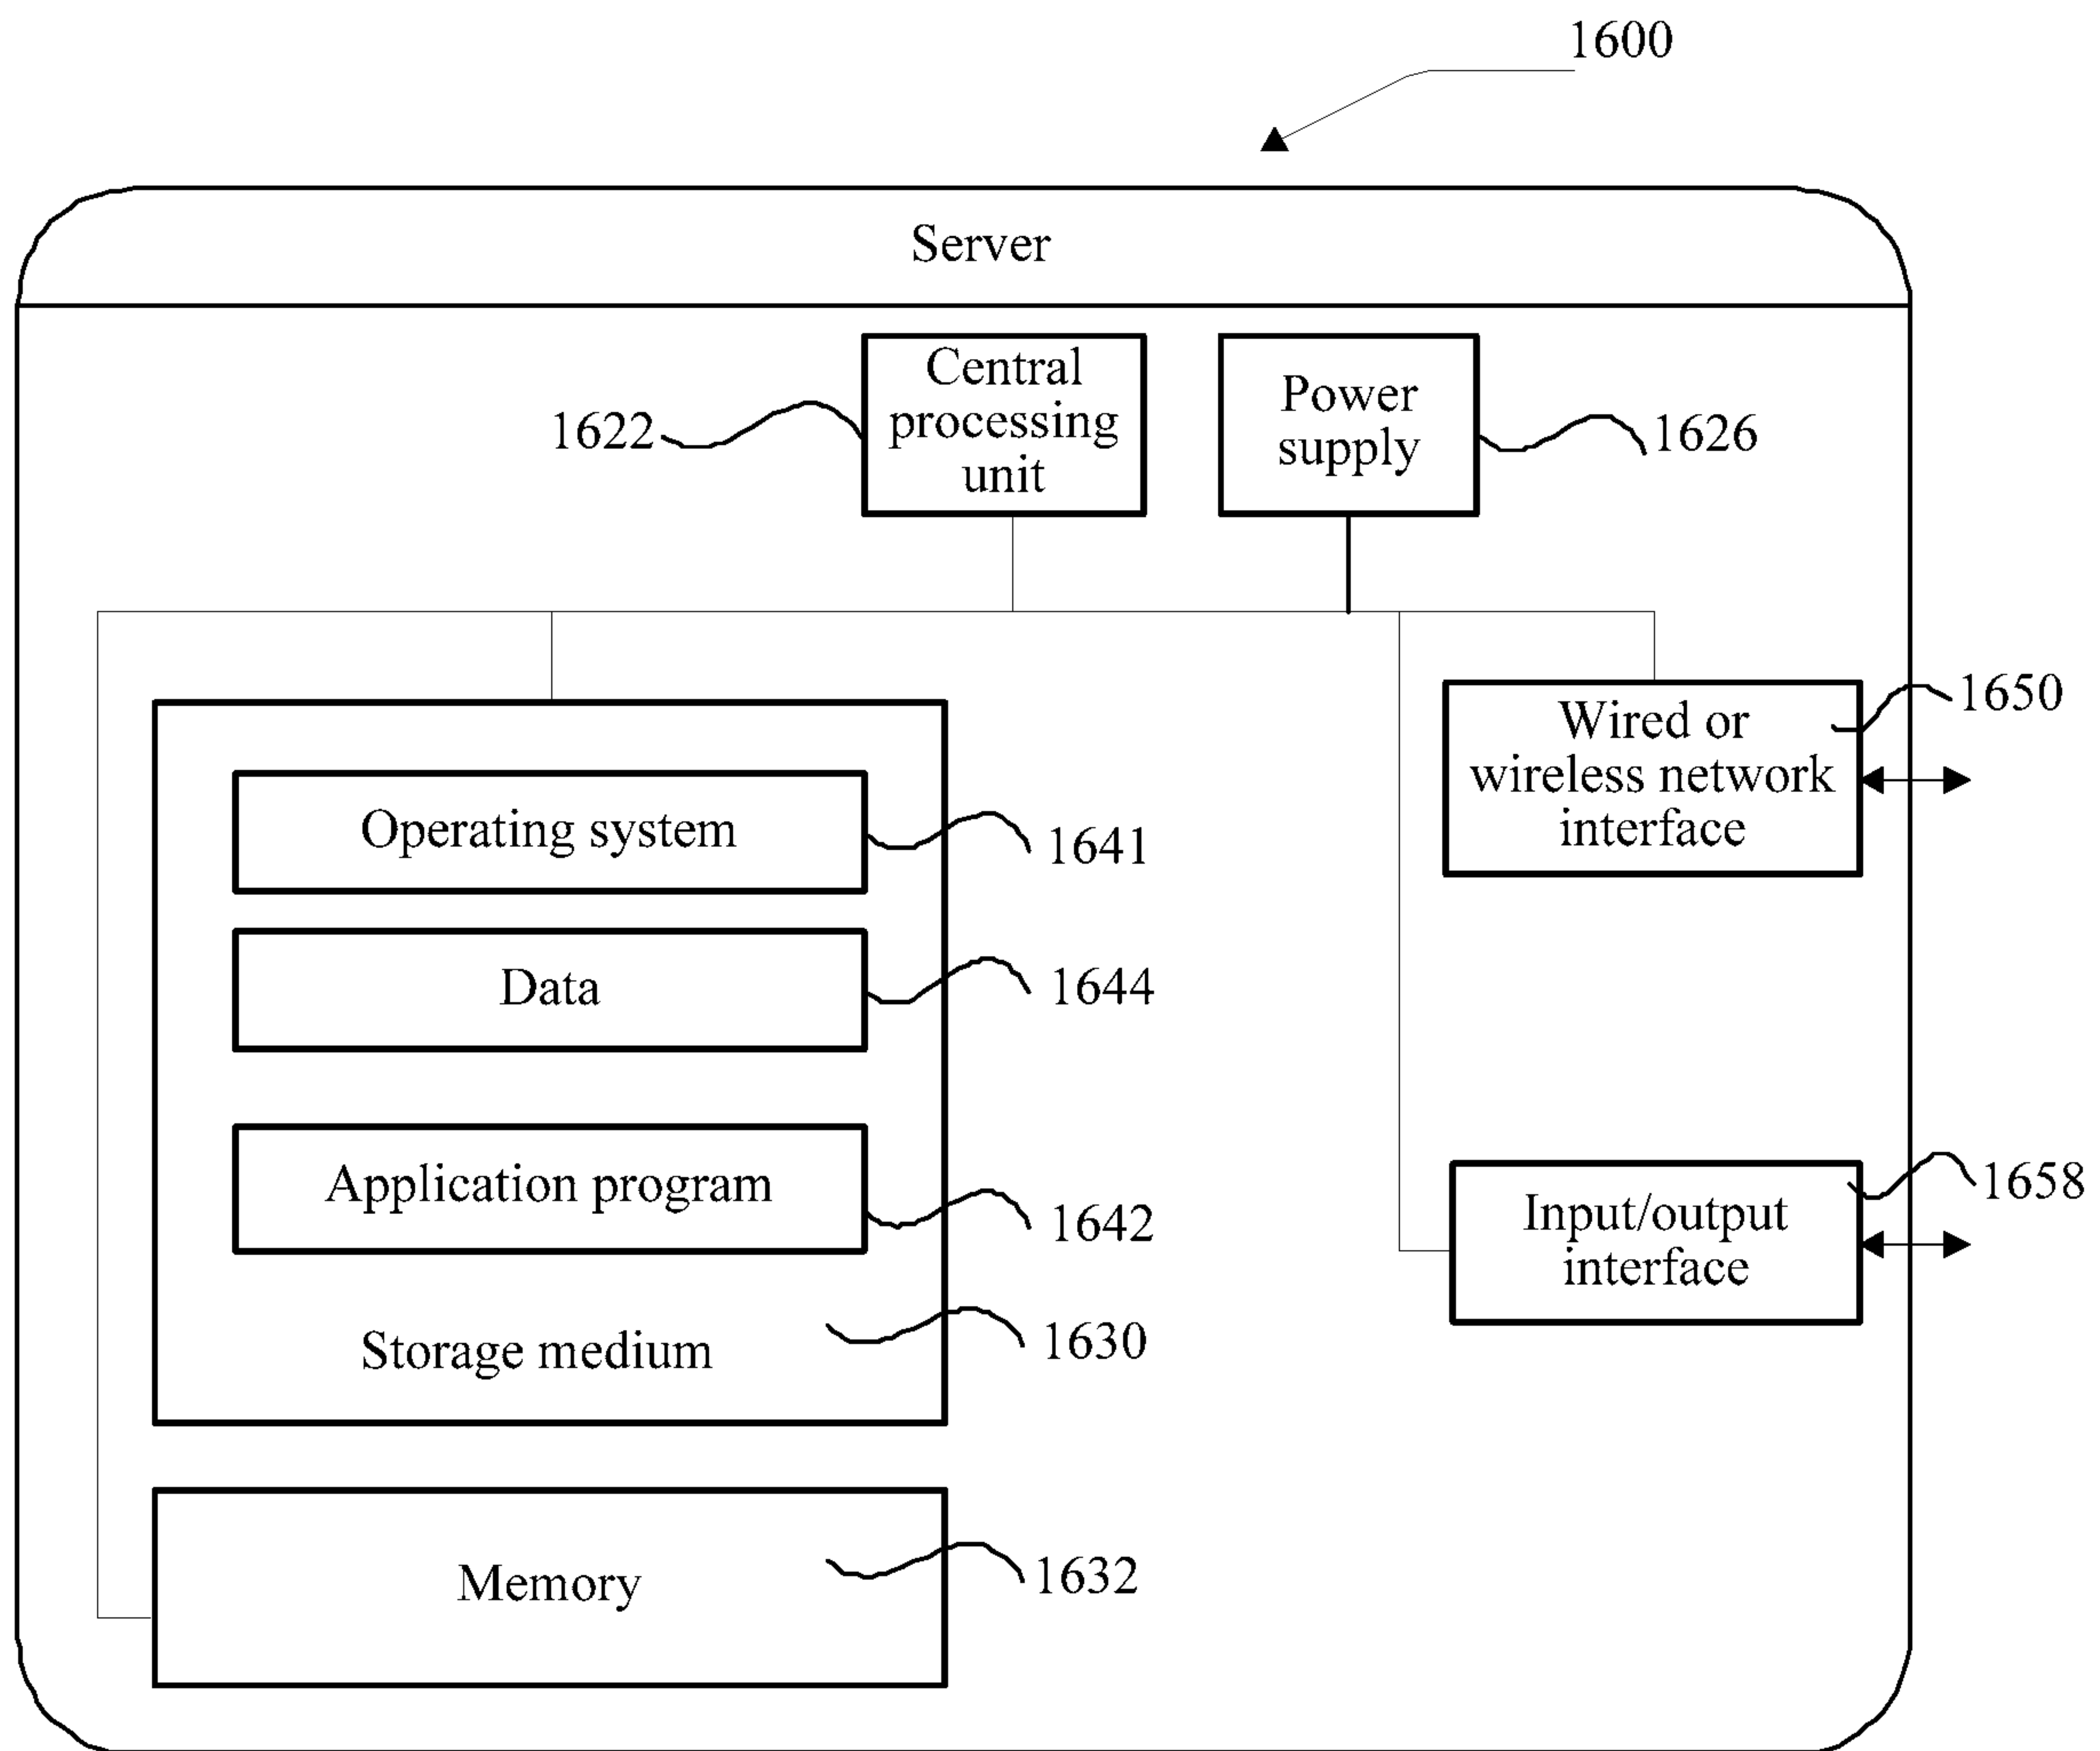 1600
Server
Central
processing
unit
1622
Power
supply
1626
Wired or
wireless network
interface
1650
Operating system
1641
Data
1644
Application program
1642
Storage medium
1630
Input/output
interface
1658
Memory
1632